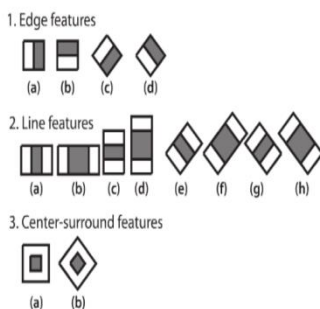 1. Edge features
(a) (b) (c) (d)
2. Line features
(a) (b) (c) (d) (e) (f) (g) (h)
3. Center-surround features
(a) (b)